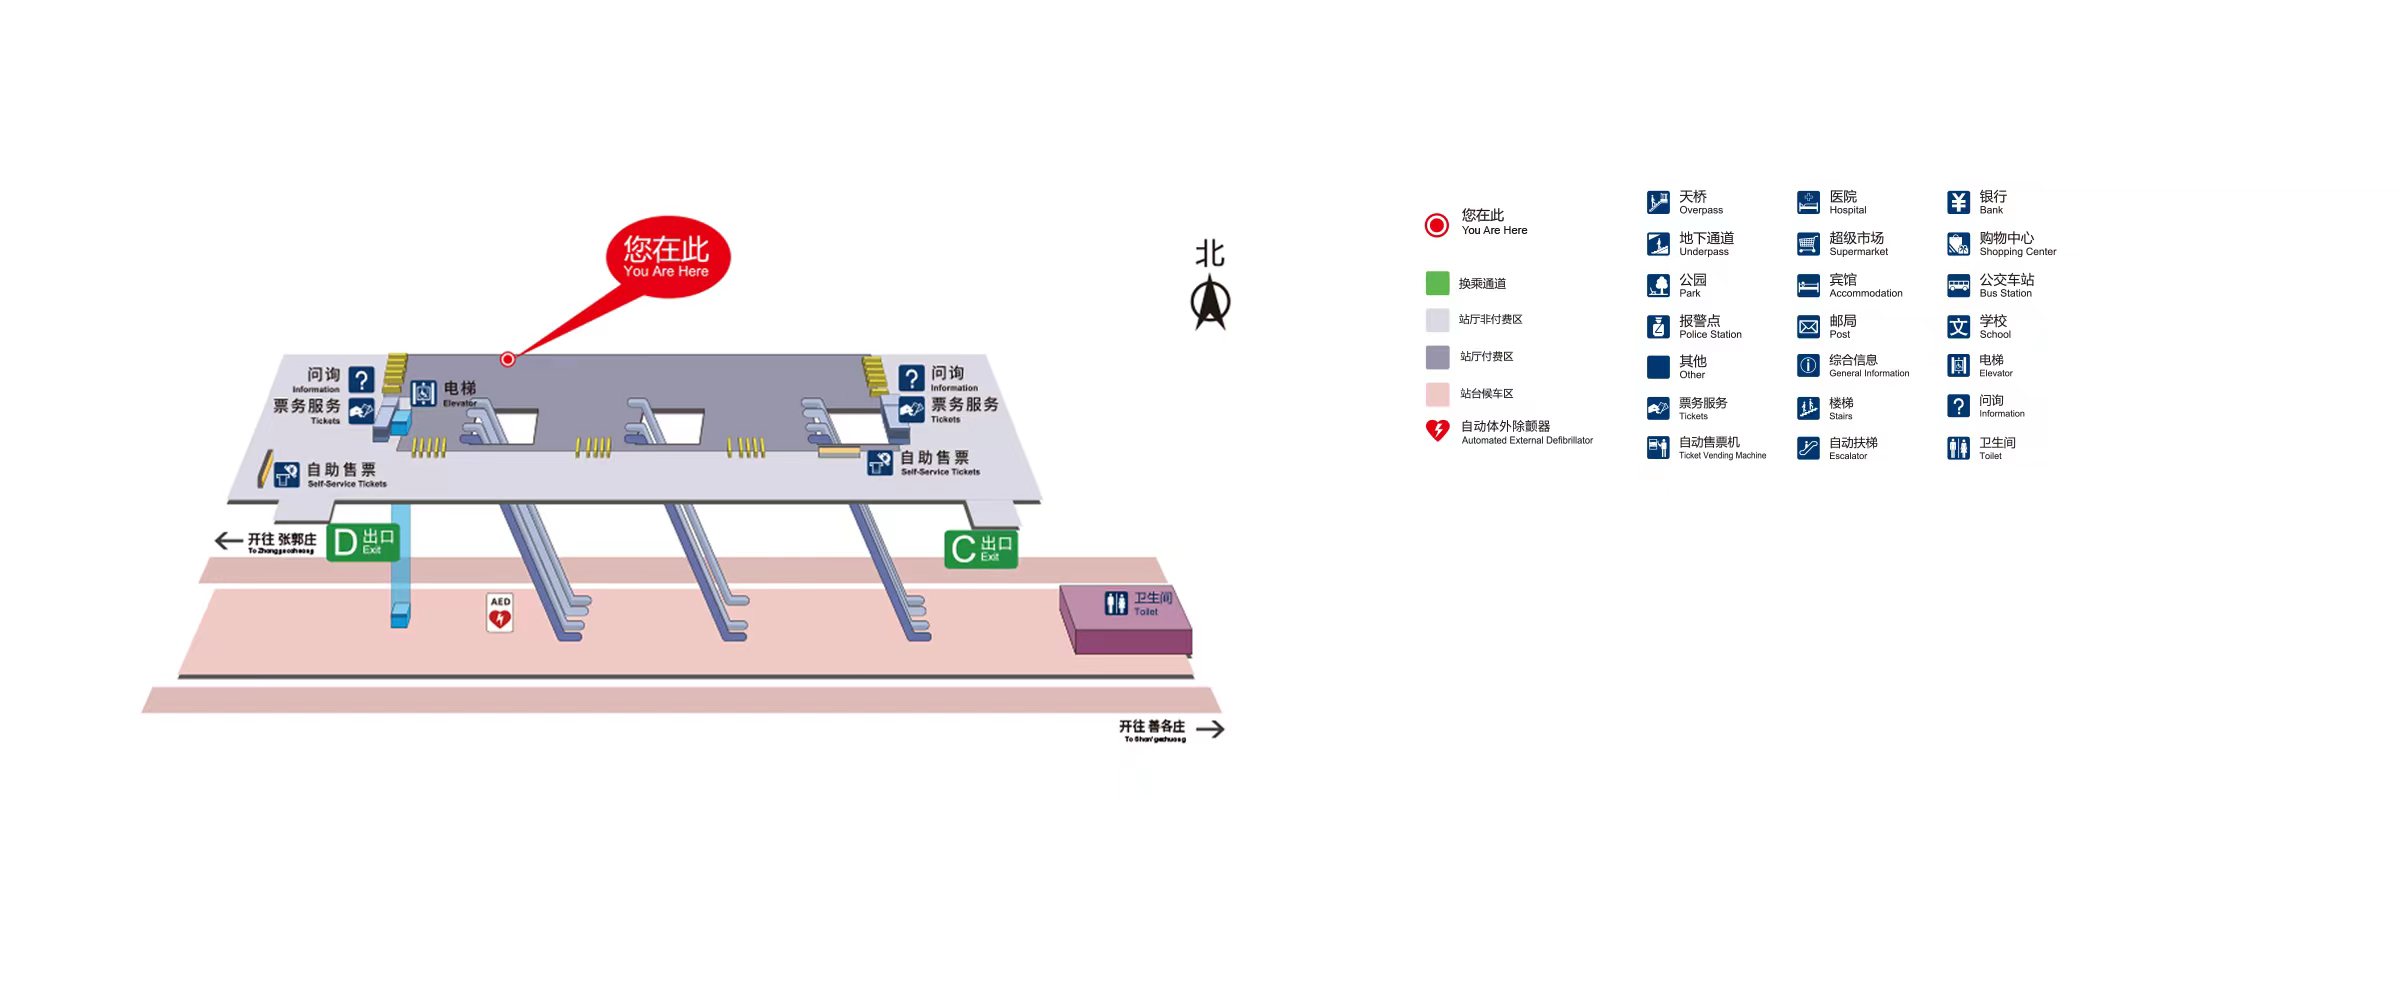 您在此
You Are Here
北
问询
Information
票务服务
Tickets
电梯
Elevator
问询
Information
票务服务
Tickets
自助售票
Self-Service Tickets
自助售票
Self-Service Tickets
开往 张郭庄
D 出口
Exit
C 出口
Exit
AED
卫生间
Toilet
开往 善各庄
您在此
You Are Here
换乘通道
站厅非付费区
站厅付费区
站台候车区
自动体外除颤器
Automated External Defibrillator
天桥
Overpass
地下通道
Underpass
公园
Park
报警点
Police Station
其他
Other
票务服务
Tickets
自动售票机
Ticket Vending Machine
医院
Hospital
超级市场
Supermarket
宾馆
Accommodation
邮局
Post
综合信息
General Information
楼梯
Stairs
自动扶梯
Escalator
银行
Bank
购物中心
Shopping Center
公交车站
Bus Station
学校
School
电梯
Elevator
问询
Information
卫生间
Toilet